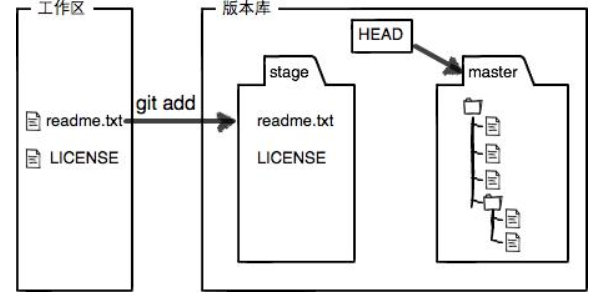 工作区
版本库
HEAD
stage
master
git add
readme.txt
readme.txt
LICENSE
LICENSE